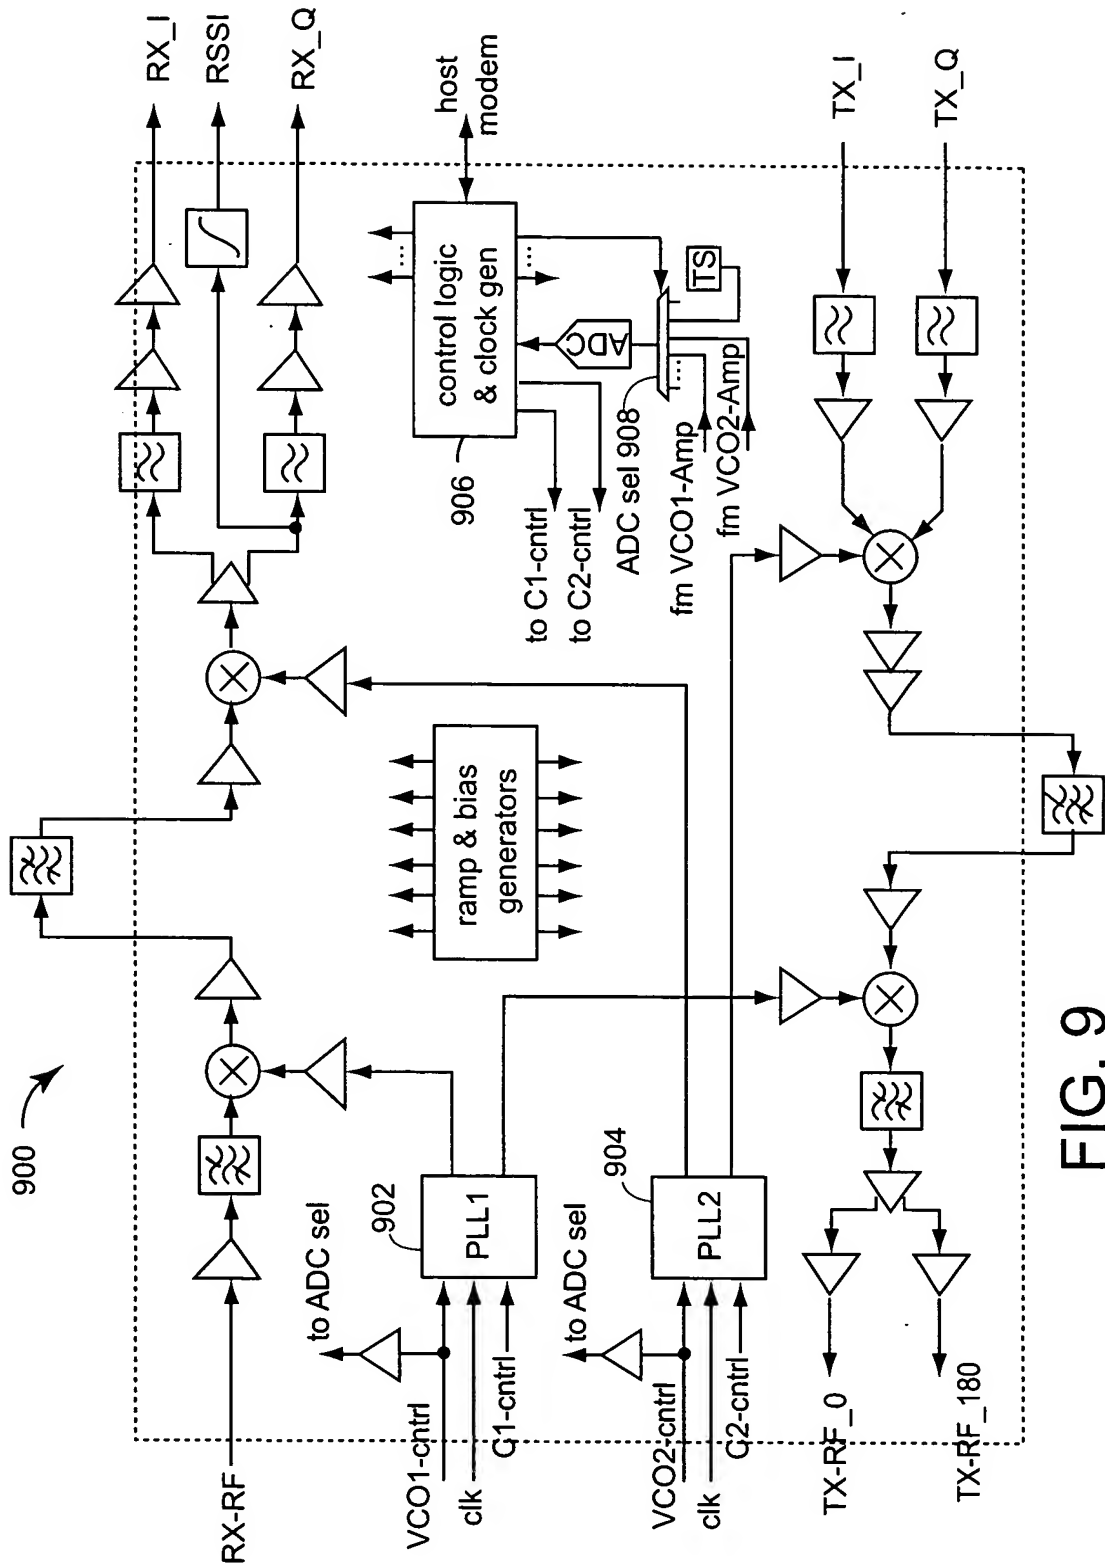 900
RX-RF
RX_I
RSSI
RX_Q
to ADC sel
902
PLL1
VCO1-cntrl
clk
C1-cntrl
to ADC sel
904
PLL2
VCO2-cntrl
clk
C2-cntrl
ramp & bias
generators
control logic
& clock gen
906
host
modem
to C1-cntrl
to C2-cntrl
ADC
ADC sel 908
TS
fm VCO1-Amp
fm VCO2-Amp
TX_I
TX_Q
TX-RF_0
TX-RF_180
FIG. 9